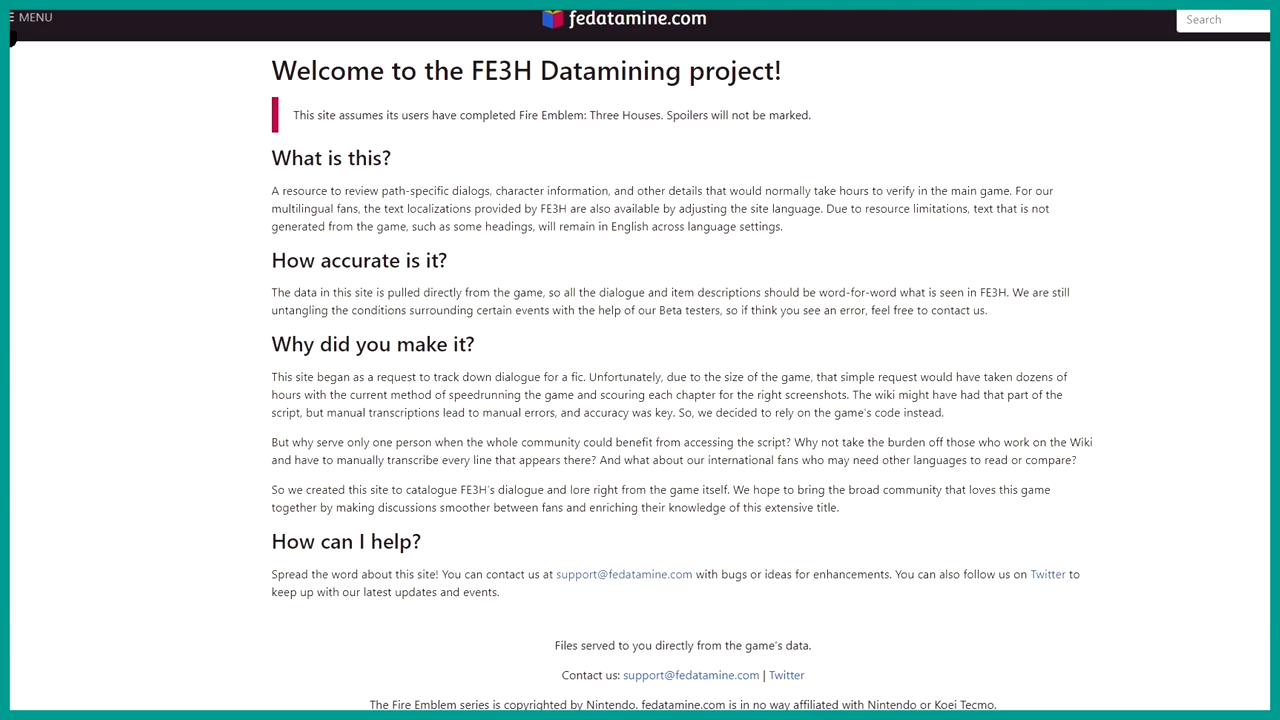 MENU
fedatamine.com
Search
Welcome to the FE3H Datamining project!
This site assumes its users have completed Fire Emblem: Three Houses. Spoilers will not be marked.
What is this?
A resource to review path-specific dialogs, character information, and other details that would normally take hours to verify in the main game. For our
multilingual fans, the text localizations provided by FE3H are also available by adjusting the site language. Due to resource limitations, text that is not
generated from the game, such as some headings, will remain in English across language settings.
How accurate is it?
The data in this site is pulled directly from the game, so all the dialogue and item descriptions should be word-for-word what is seen in FE3H. We are still
untangling the conditions surrounding certain events with the help of our Beta testers, so if think you see an error, feel free to contact us.
Why did you make it?
This site began as a request to track down dialogue for a fic. Unfortunately, due to the size of the game, that simple request would have taken dozens of
hours with the current method of speedrunning the game and scouring each chapter for the right screenshots. The wiki might have had that part of the
script, but manual transcriptions lead to manual errors, and accuracy was key. So, we decided to rely on the game's code instead.
But why serve only one person when the whole community could benefit from accessing the script? Why not take the burden off those who work on the Wiki
and have to manually transcribe every line that appears there? And what about our international fans who may need other languages to read or compare?
So we created this site to catalogue FE3H's dialogue and lore right from the game itself. We hope to bring the broad community that loves this game
together by making discussions smoother between fans and enriching their knowledge of this extensive title.
How can I help?
Spread the word about this site! You can contact us at support@fedatamine.com with bugs or ideas for enhancements. You can also follow us on Twitter to
keep up with our latest updates and events.
Files served to you directly from the game's data.
Contact us: support@fedatamine.com | Twitter
The Fire Emblem series is copyrighted by Nintendo. fedatamine.com is in no way affiliated with Nintendo or Koei Tecmo.